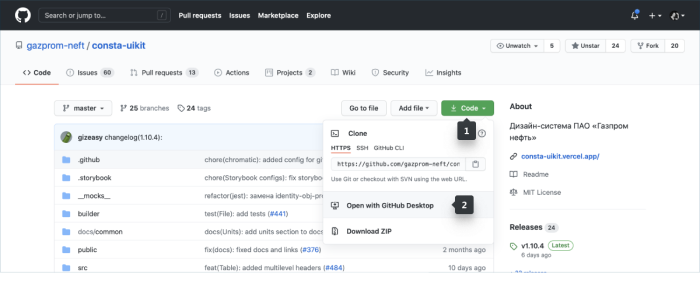 Search or jump to...
/
Pull requests Issues Marketplace Explore
gazprom-neft / consta-uikit
Unwatch 5
Unstar 24
Fork 20
Code
Issues 60
Pull requests 13
Actions
Projects 2
Wiki
Security
Insights
master
25 branches
24 tags
Go to file
Add file
Code
1
gizeasy changelog(1.10.4):
.github chore(chromatic): added config for gi
.storybook chore(Storybook configs): fix storybo
__mocks__ refactor(jest): замена identity-obj-pro
builder test(File): add tests (#441)
docs/common docs(Units): add units section to docs
public fix(docs): fixed docs and links (#376) 2 months ago
src feat(Table): added multilevel headers (#484) 10 days ago
Clone
HTTPS SSH GitHub CLI
https://github.com/gazprom-neft/con
Use Git or checkout with SVN using the web URL.
Open with GitHub Desktop
2
Download ZIP
About
Дизайн-система ПАО «Газпром
нефть»
consta-uikit.vercel.app/
Readme
MIT License
Releases 24
v1.10.4 Latest
6 days ago